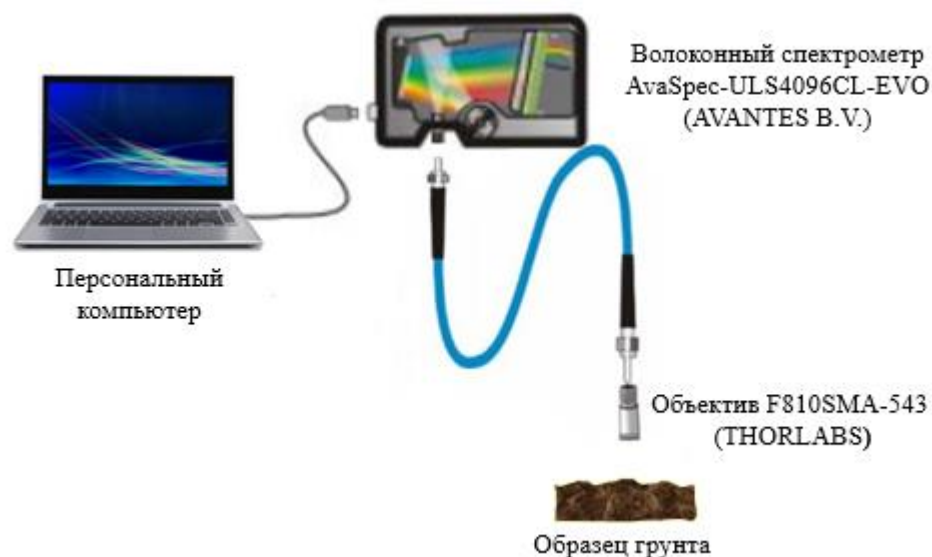 Волоконный спектрометр
AvaSpec-ULS4096CL-EVO
(AVANTES B.V.)
Персональный
компьютер
Объектив F810SMA-543
(THORLABS)
Образец грунта